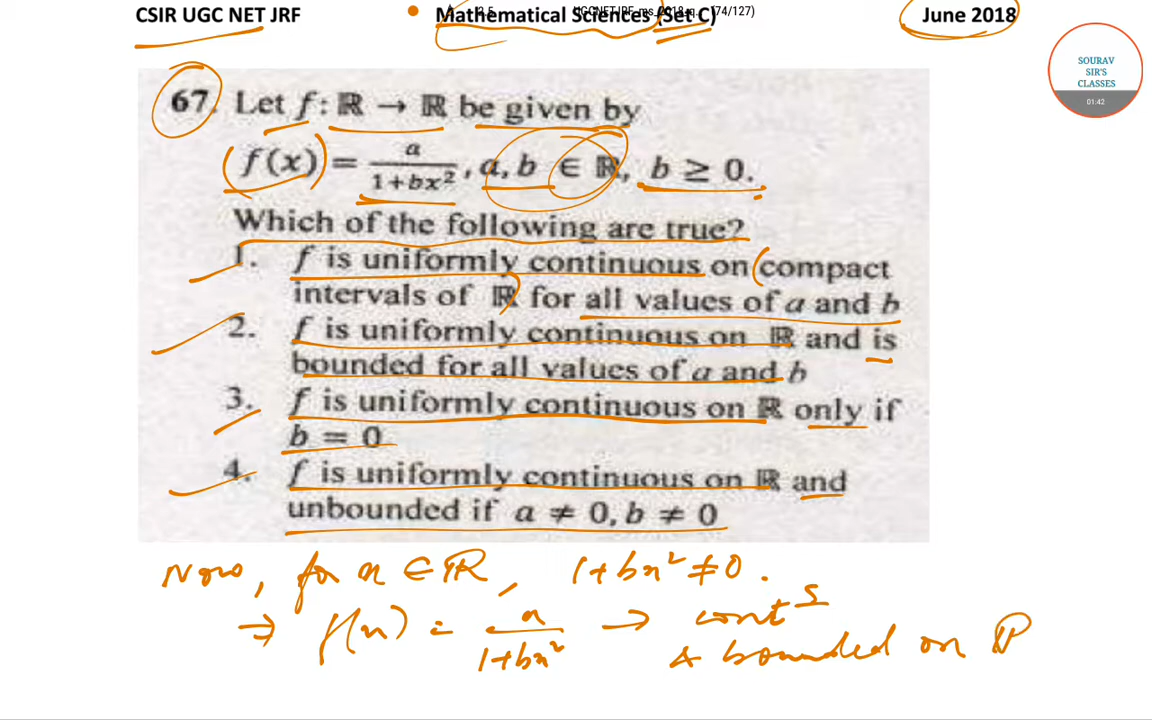 CSIR UGC NET JRF Mathematical Sciences (Set C) June 2018
SOURAV
SIR'S
CLASSES
01:42
67. Let f: ℝ → ℝ be given by
f(x) = a/(1+bx²), a, b ∈ ℝ, b ≥ 0.
Which of the following are true?
1. f is uniformly continuous on (compact
intervals of ℝ) for all values of a and b
2. f is uniformly continuous on ℝ and is
bounded for all values of a and b
3. f is uniformly continuous on ℝ only if
b = 0
4. f is uniformly continuous on ℝ and
unbounded if a ≠ 0, b ≠ 0
Now, for x ∈ ℝ, 1+bx² ≠ 0.
⇒ f(x) = a/(1+bx²) → contˢ
& bounded on ℝ